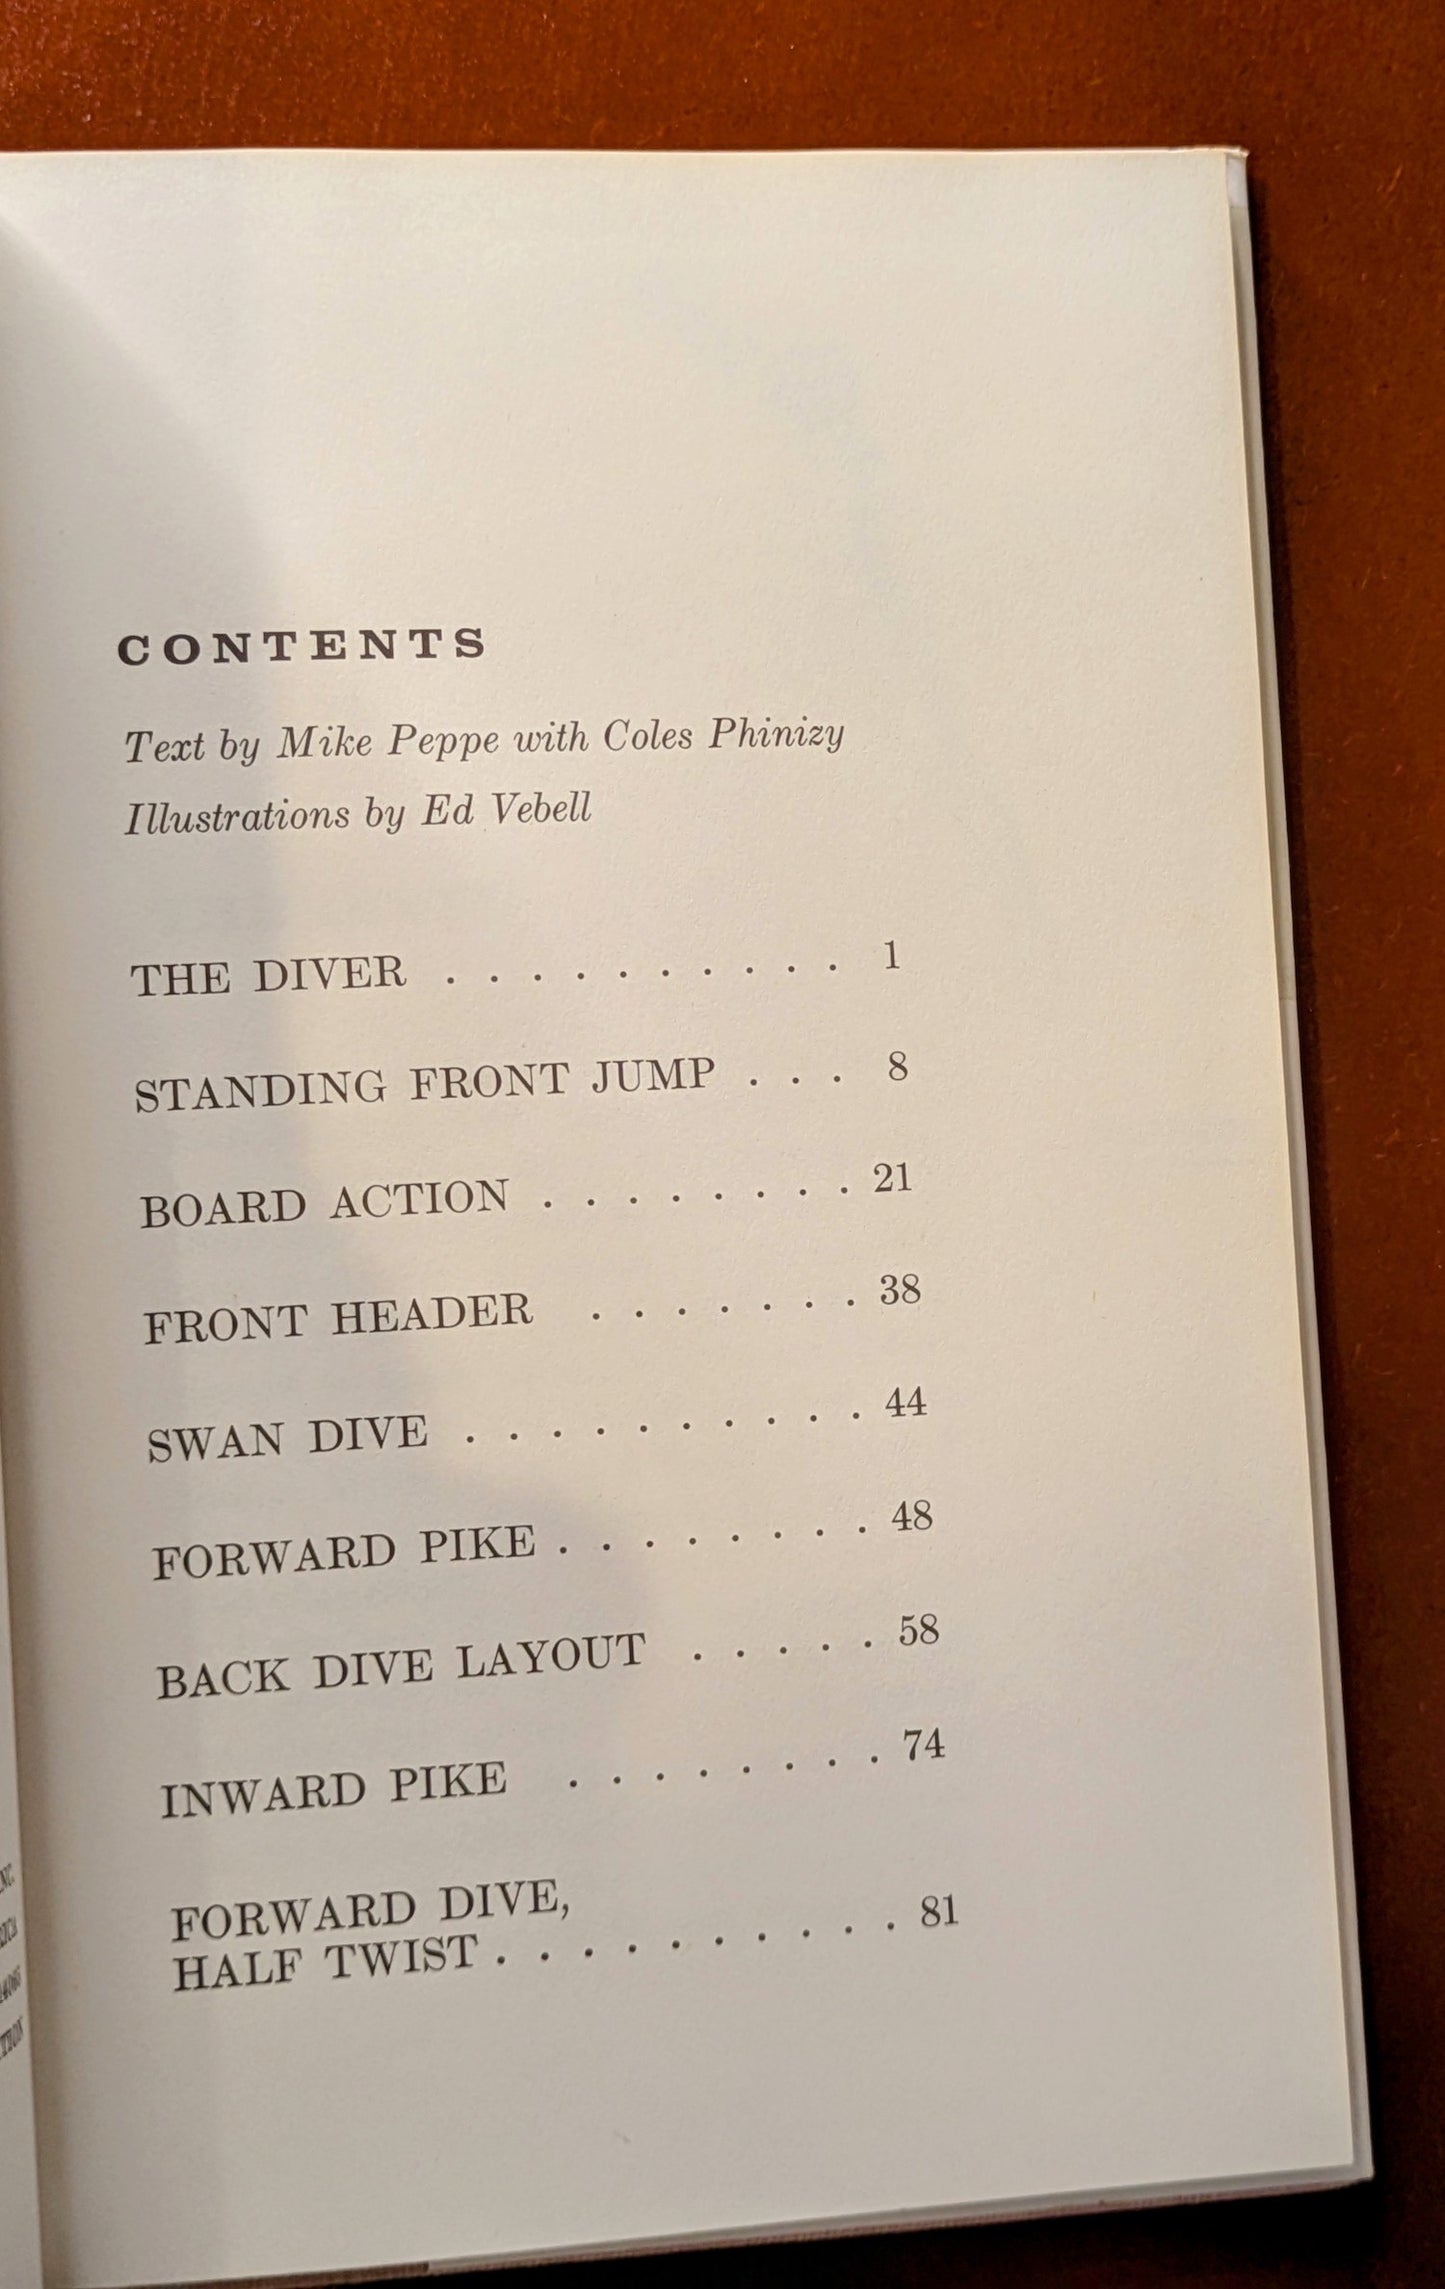 CONTENTS
Text by Mike Peppe with Coles Phinizy
Illustrations by Ed Vebell
THE DIVER . . . . . . . . . . 1
STANDING FRONT JUMP . . . 8
BOARD ACTION . . . . . . . . 21
FRONT HEADER . . . . . . . 38
SWAN DIVE . . . . . . . . . . 44
FORWARD PIKE . . . . . . . . 48
BACK DIVE LAYOUT . . . . . 58
INWARD PIKE . . . . . . . . 74
FORWARD DIVE,
HALF TWIST . . . . . . . . . . 81